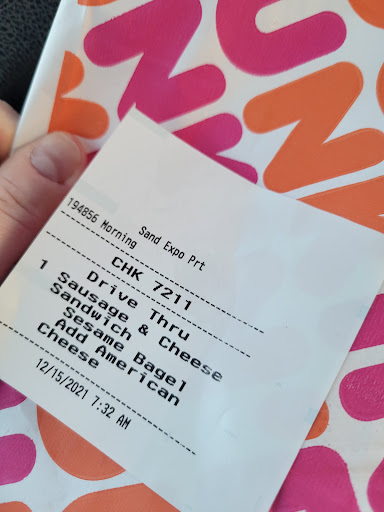 Sand Expo Prt
194856 Morning
CHK 7211
Drive Thru
1 Sausage & Cheese
Sandwich
Sesame Bagel
Add American
Cheese
12/15/2021 7:32 AM